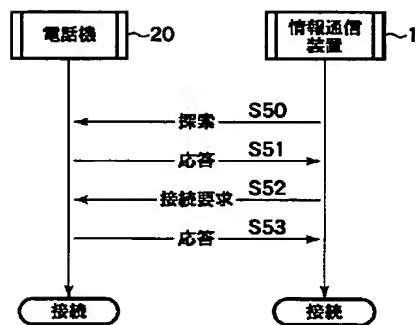 電話機 20
情報通信
装置 1
探索 S50
応答 S51
接続要求 S52
応答 S53
接続
接続